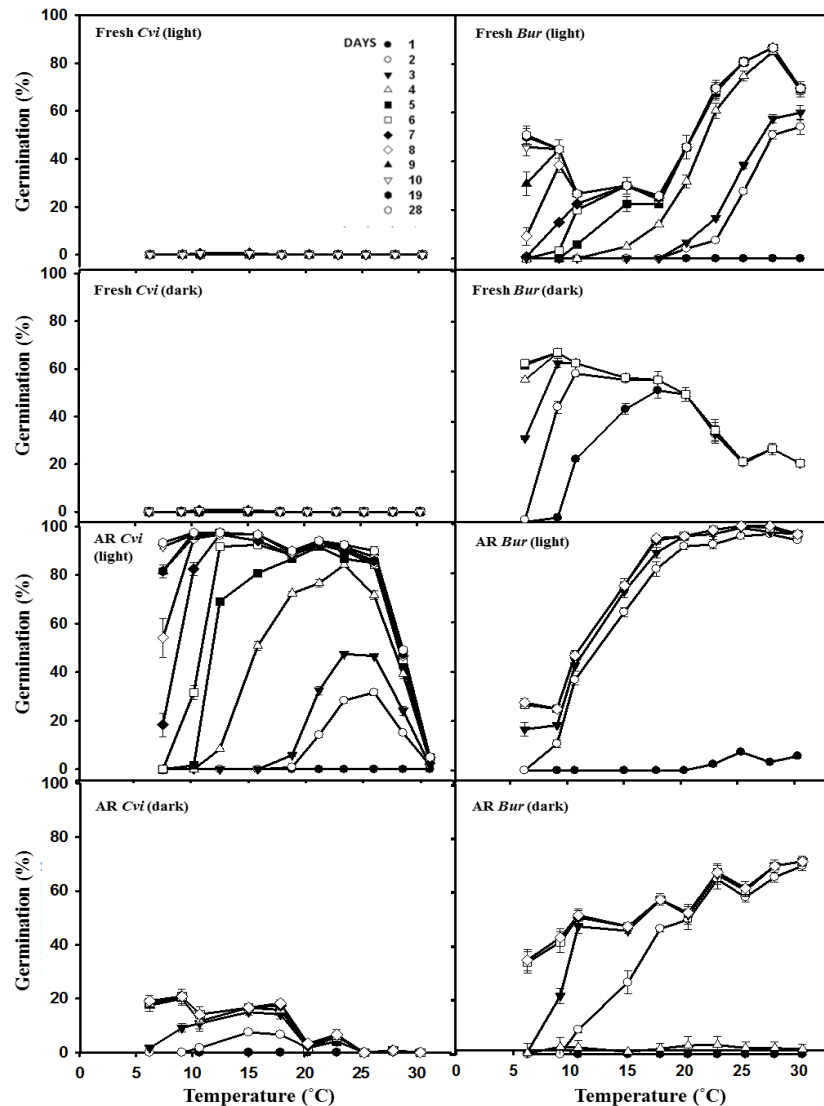 Fresh Cvi (light)
DAYS
1
2
3
4
5
6
7
8
9
10
19
28
Germination (%)
100
80
60
40
20
0
Fresh Bur (light)
Fresh Cvi (dark)
Germination (%)
80
60
40
20
0
Fresh Bur (dark)
AR Cvi
(light)
Germination (%)
100
80
60
40
20
0
AR Bur (light)
AR Cvi (dark)
Germination (%)
80
60
40
20
0
AR Bur (dark)
0 5 10 15 20 25 30
0 5 10 15 20 25 30
Temperature (˚C)
Temperature (˚C)